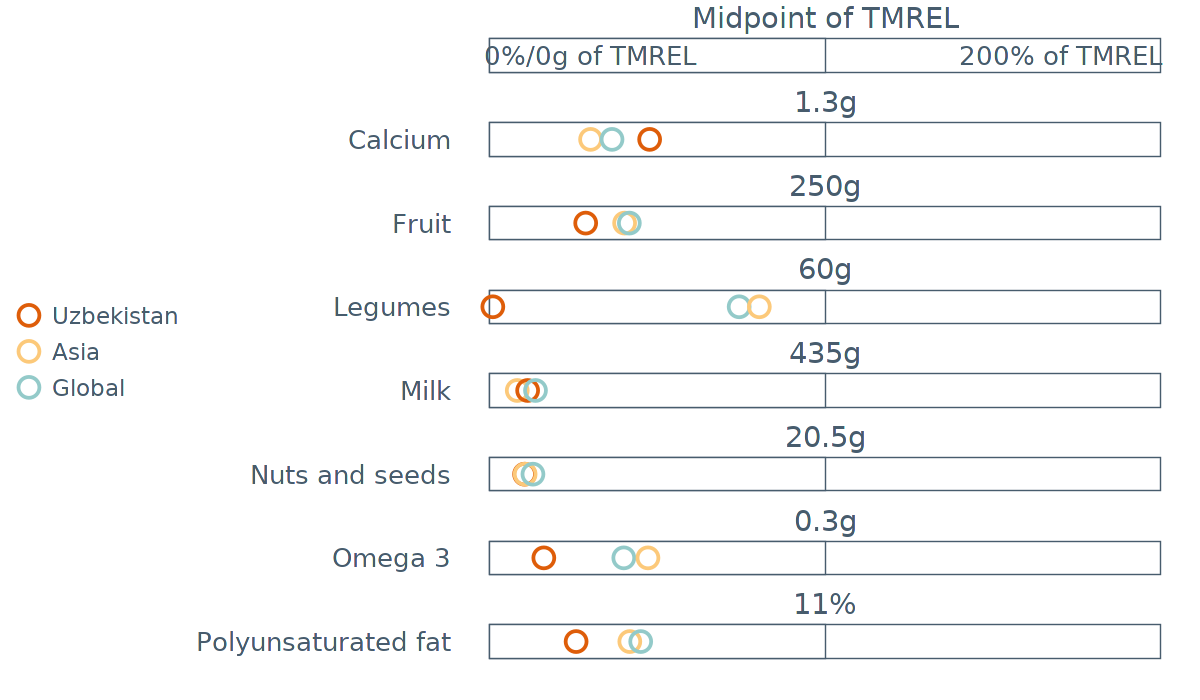 Midpoint of TMREL
0%/0g of TMREL 200% of TMREL
1.3g
Calcium
250g
Fruit
60g
Legumes
Uzbekistan
Asia
Global
435g
Milk
20.5g
Nuts and seeds
0.3g
Omega 3
11%
Polyunsaturated fat